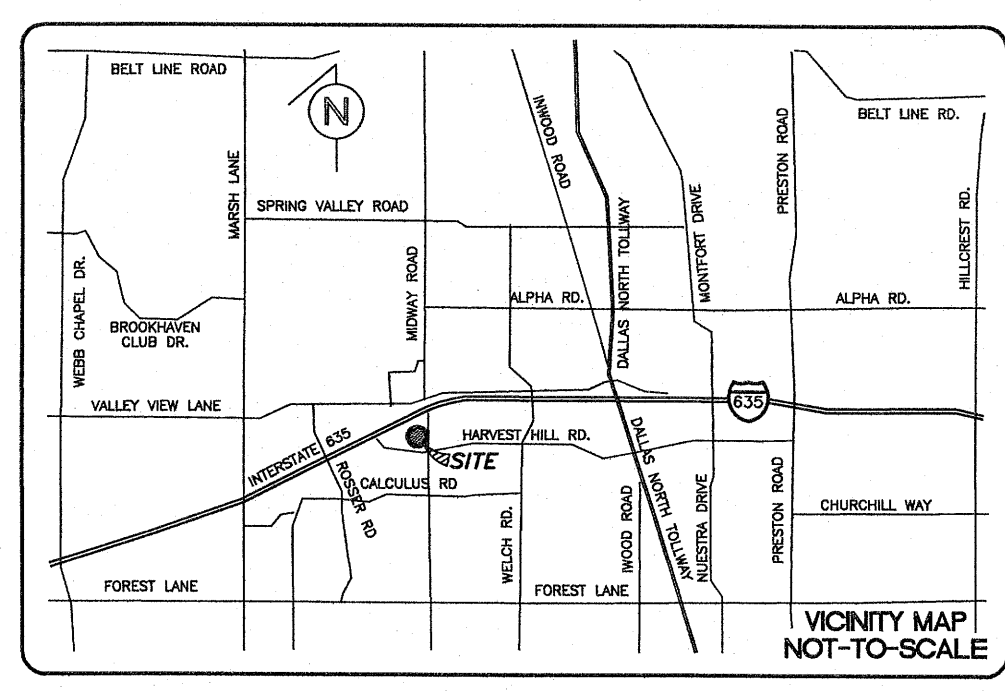 BELT LINE ROAD
N
BELT LINE RD.
INWOOD ROAD
PRESTON ROAD
MARSH LANE
SPRING VALLEY ROAD
MONTFORT DRIVE
HILLCREST RD.
DALLAS NORTH TOLLWAY
MIDWAY ROAD
WEBB CHAPEL DR.
ALPHA RD.
ALPHA RD.
BROOKHAVEN
CLUB DR.
VALLEY VIEW LANE
635
INTERSTATE 635
HARVEST HILL RD.
SITE
ROSSER RD
CALCULUS RD
DALLAS NORTH TOLLWAY
WELCH RD.
IWOOD ROAD
NUESTRA DRIVE
PRESTON ROAD
CHURCHILL WAY
FOREST LANE
FOREST LANE
VICINITY MAP
NOT-TO-SCALE